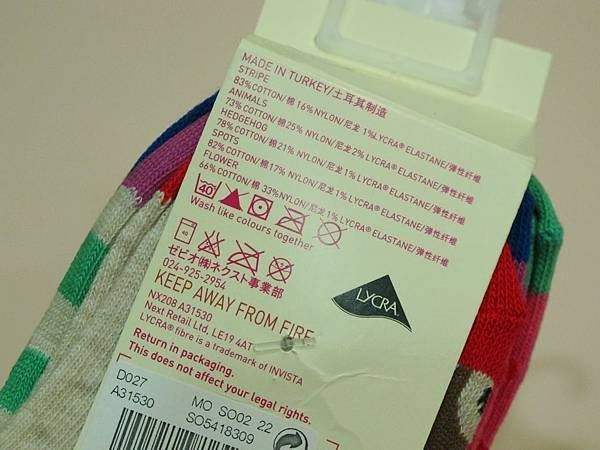 MADE IN TURKEY/土耳其制造
STRIPE
83% COTTON/棉 16% NYLON/尼龙 1% LYCRA® ELASTANE/弹性纤维
ANIMALS
73% COTTON/棉 25% NYLON/尼龙 2% LYCRA® ELASTANE/弹性纤维
HEDGEHOG
78% COTTON/棉 21% NYLON/尼龙 1% LYCRA® ELASTANE/弹性纤维
SPOTS
82% COTTON/棉 17% NYLON/尼龙 1% LYCRA® ELASTANE/弹性纤维
FLOWER
66% COTTON/棉 33% NYLON/尼龙 1% LYCRA® ELASTANE/弹性纤维
40
Wash like colours together
40
ゼビオ㈱ネクスト事業部
024-925-2954
KEEP AWAY FROM FIRE
NX208 A31530
Next Retail Ltd, LE19 4AT
LYCRA® fibre is a trademark of INVISTA
LYCRA®
Return in packaging.
This does not affect your legal rights.
D027 MO SO02 22
A31530 SO5418309